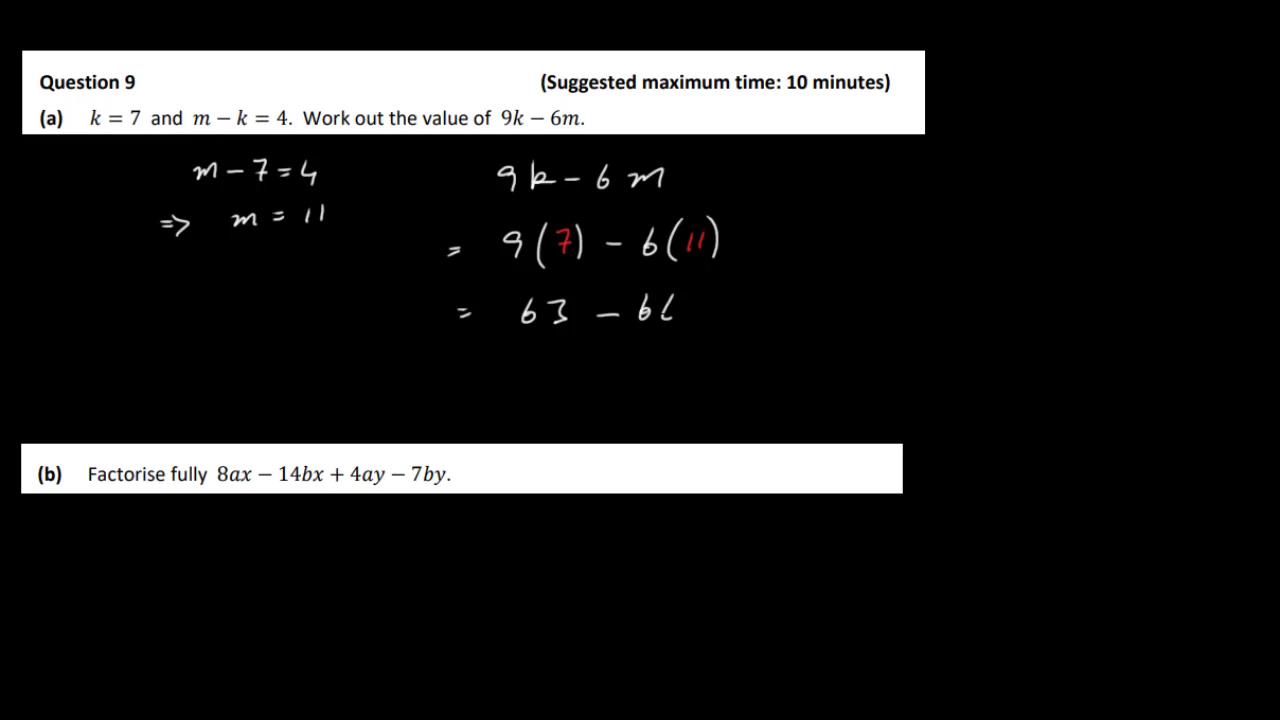 Question 9 (Suggested maximum time: 10 minutes)
(a) k = 7 and m − k = 4. Work out the value of 9k − 6m.
m − 7 = 4
⇒ m = 11
9k − 6m
= 9(7) − 6(11)
= 63 − 6
(b) Factorise fully 8ax − 14bx + 4ay − 7by.